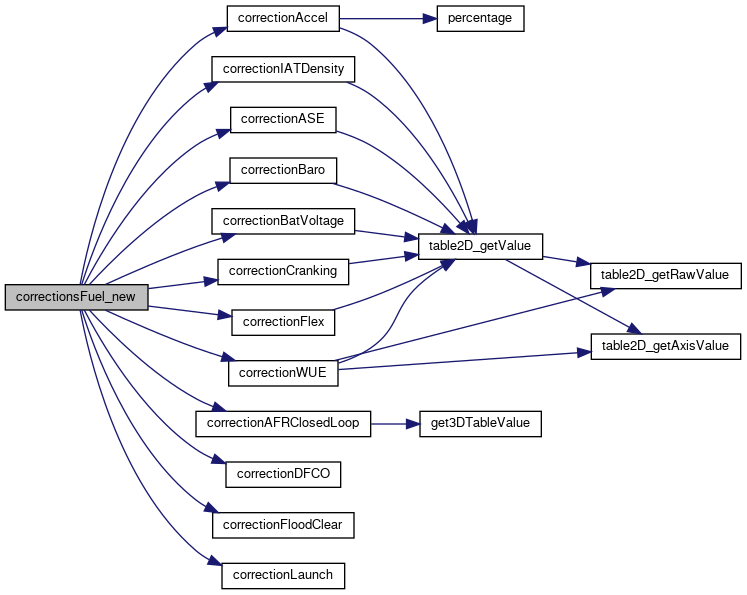 correctionAccel
percentage
correctionIATDensity
correctionASE
correctionBaro
correctionBatVoltage
table2D_getValue
correctionCranking
table2D_getRawValue
correctionsFuel_new
correctionFlex
table2D_getAxisValue
correctionWUE
correctionAFRClosedLoop
get3DTableValue
correctionDFCO
correctionFloodClear
correctionLaunch